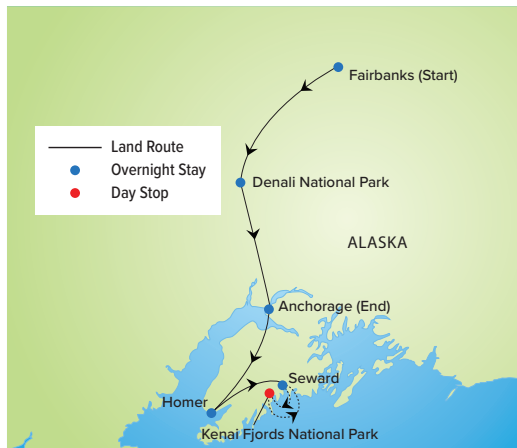 Fairbanks (Start)
Land Route
Overnight Stay
Day Stop
Denali National Park
ALASKA
Anchorage (End)
Seward
Homer
Kenai Fjords National Park